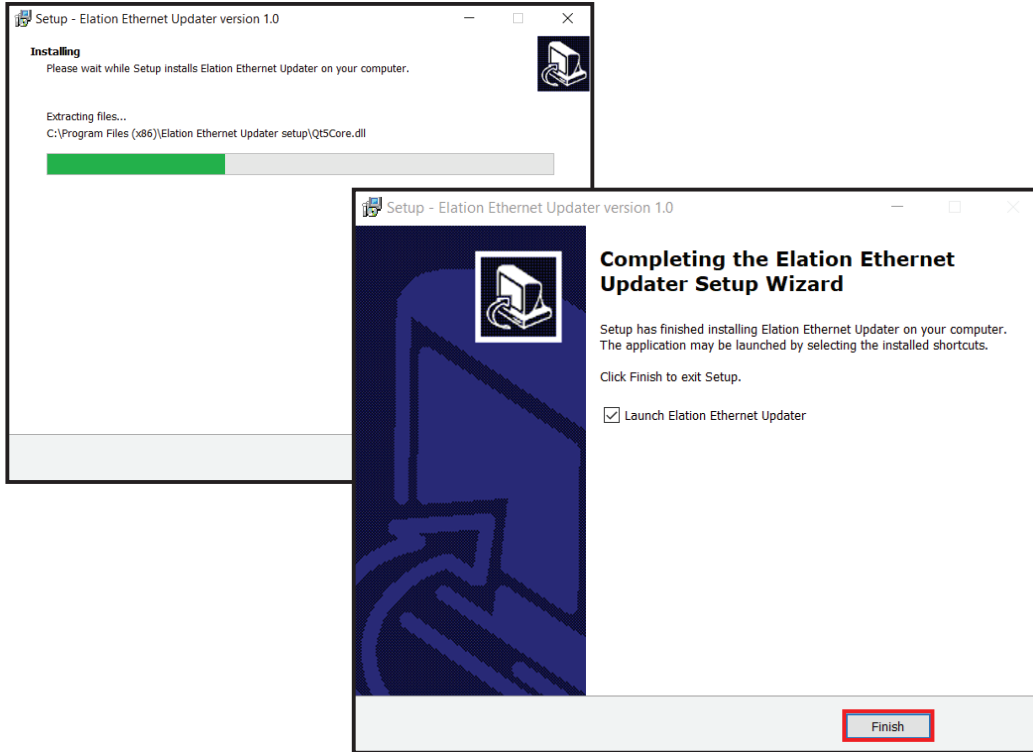 Setup - Elation Ethernet Updater version 1.0
Installing
Please wait while Setup installs Elation Ethernet Updater on your computer.
Extracting files...
C:\Program Files (x86)\Elation Ethernet Updater setup\Qt5Core.dll
Setup - Elation Ethernet Updater version 1.0
Completing the Elation Ethernet
Updater Setup Wizard
Setup has finished installing Elation Ethernet Updater on your computer.
The application may be launched by selecting the installed shortcuts.
Click Finish to exit Setup.
Launch Elation Ethernet Updater
Finish